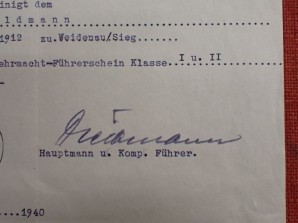 inigt dem
ldmann
1912 zu.Weidenau/Sieg.......
ehrmacht-Führerschein Klasse.I u. II
Hauptmann u. Komp. Führer.
....1940